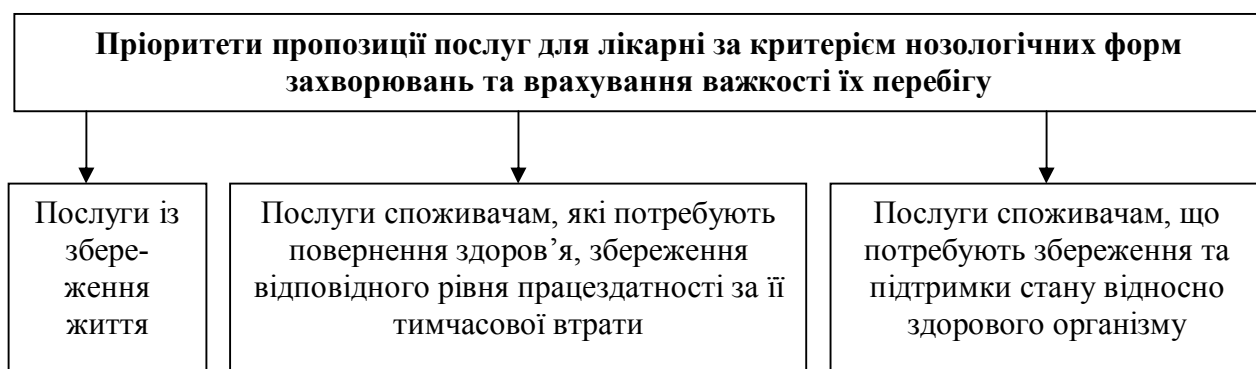 Пріоритети пропозиції послуг для лікарні за критерієм нозологічних форм
захворювань та врахування важкості їх перебігу
Послуги із
збере-
ження
життя
Послуги споживачам, які потребують
повернення здоров’я, збереження
відповідного рівня працездатності за її
тимчасової втрати
Послуги споживачам, що
потребують збереження та
підтримки стану відносно
здорового організму